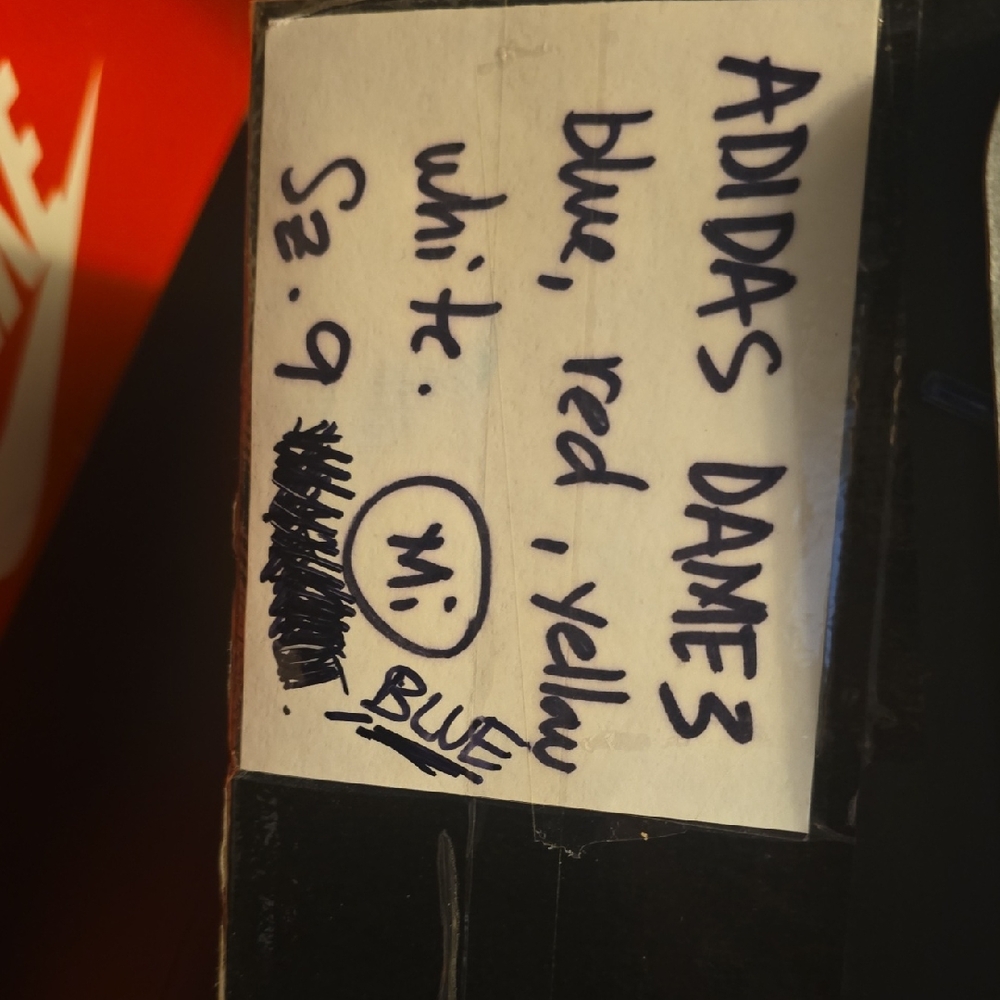 ADIDAS DAME 3
blue, red, yellow
white. Mi
Sz. 9 BLUE